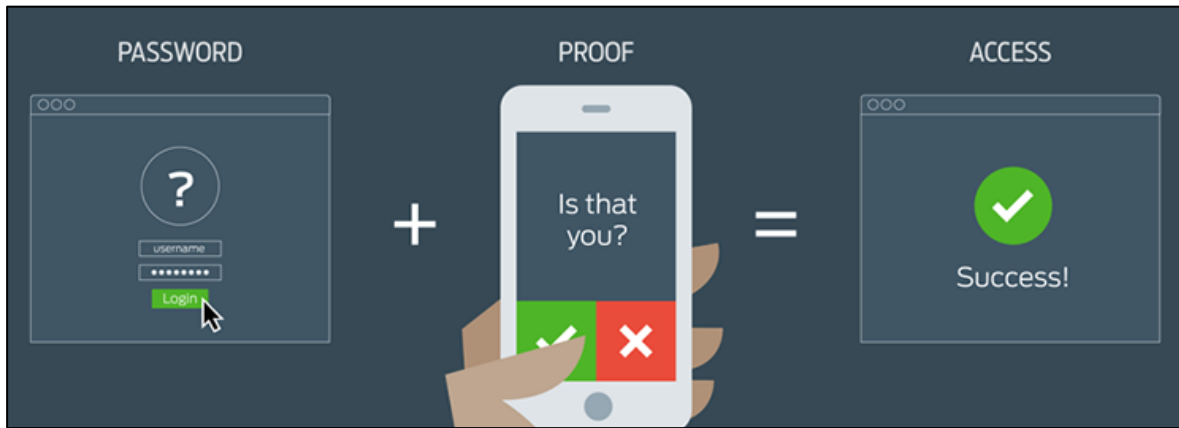 PASSWORD
username
Login
+
PROOF
Is that
you?
=
ACCESS
Success!